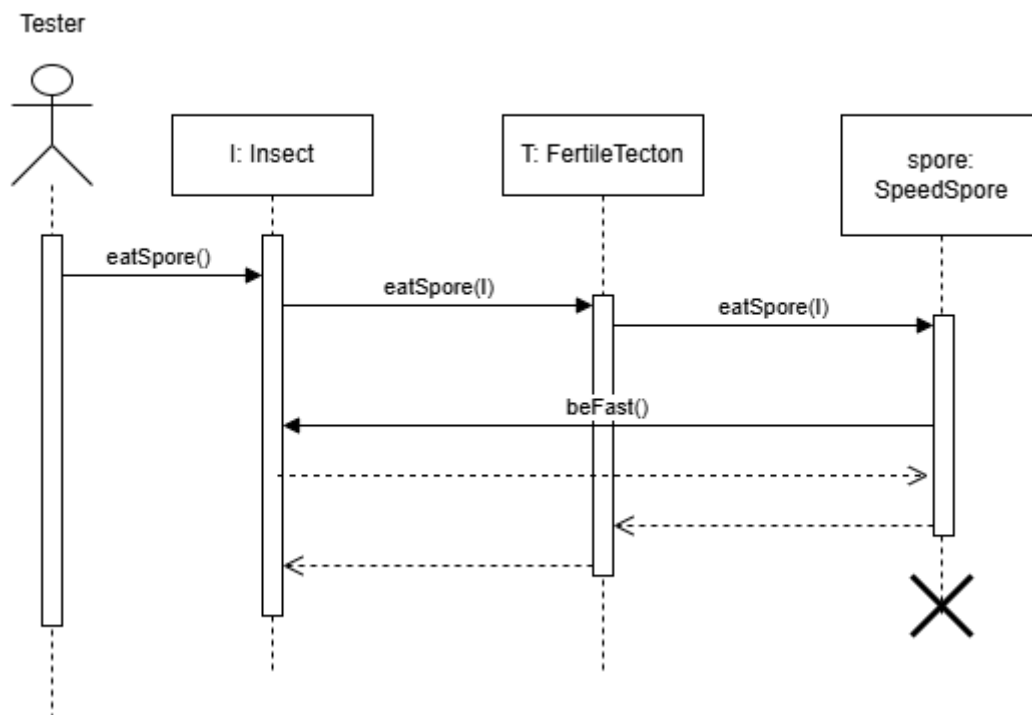 Tester
I: Insect
T: FertileTecton
spore:
SpeedSpore
eatSpore()
eatSpore(I)
eatSpore(I)
beFast()